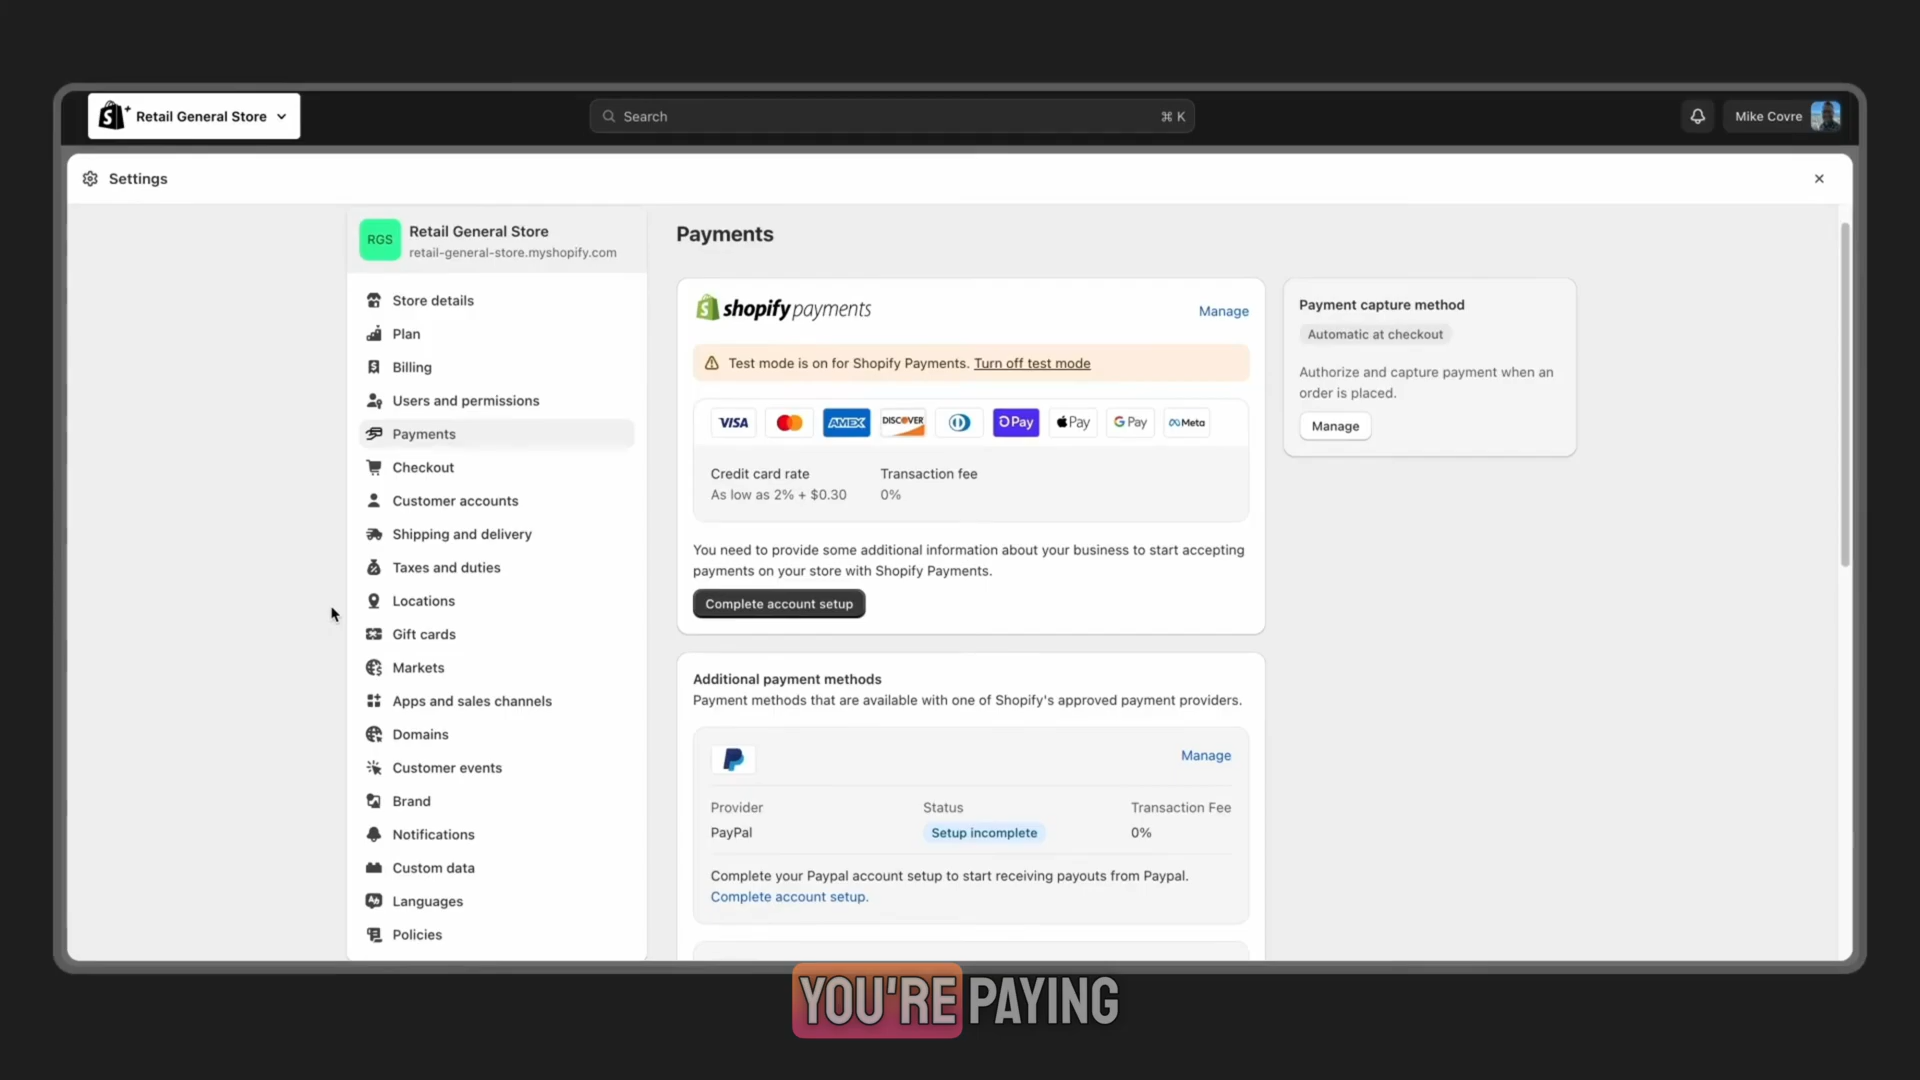 Retail General Store
Search
⌘ K
Mike Covre
Settings
RGS
Retail General Store
retail-general-store.myshopify.com
Store details
Plan
Billing
Users and permissions
Payments
Checkout
Customer accounts
Shipping and delivery
Taxes and duties
Locations
Gift cards
Markets
Apps and sales channels
Domains
Customer events
Brand
Notifications
Custom data
Languages
Policies
Payments
shopify payments
Manage
Test mode is on for Shopify Payments. Turn off test mode
VISA
AMEX
DISCOVER
Pay
Pay
G Pay
Meta
Credit card rate
Transaction fee
As low as 2% + $0.30
0%
You need to provide some additional information about your business to start accepting
payments on your store with Shopify Payments.
Complete account setup
Additional payment methods
Payment methods that are available with one of Shopify's approved payment providers.
Manage
Provider
Status
Transaction Fee
PayPal
Setup incomplete
0%
Complete your Paypal account setup to start receiving payouts from Paypal.
Complete account setup.
Payment capture method
Automatic at checkout
Authorize and capture payment when an
order is placed.
Manage
YOU'RE PAYING